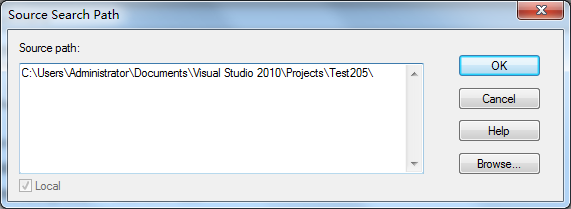 Source Search Path
Source path:
C:\Users\Administrator\Documents\Visual Studio 2010\Projects\Test205\
OK
Cancel
Help
Browse...
Local